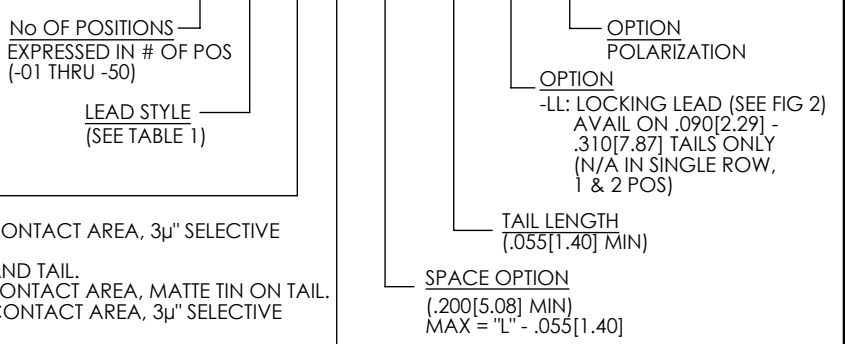 No OF POSITIONS
EXPRESSED IN # OF POS
(-01 THRU -50)
LEAD STYLE
(SEE TABLE 1)
ONTACT AREA, 3µ" SELECTIVE
AND TAIL.
ONTACT AREA, MATTE TIN ON TAIL.
CONTACT AREA, 3µ" SELECTIVE
OPTION
POLARIZATION
OPTION
-LL: LOCKING LEAD (SEE FIG 2)
AVAIL ON .090[2.29] -
.310[7.87] TAILS ONLY
(N/A IN SINGLE ROW,
1 & 2 POS)
TAIL LENGTH
(.055[1.40] MIN)
SPACE OPTION
(.200[5.08] MIN)
MAX = "L" - .055[1.40]